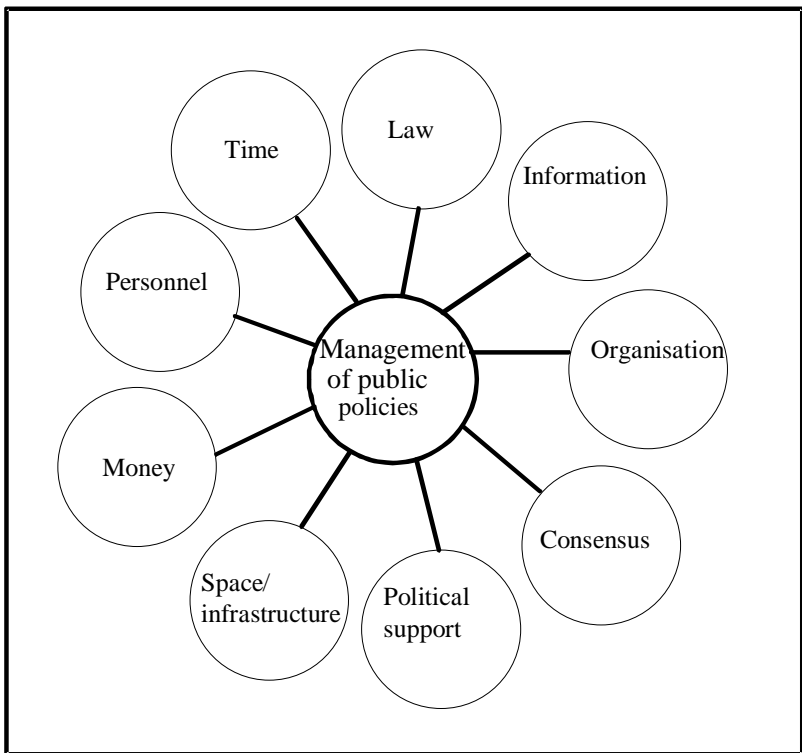 Law
Time
Information
Personnel
Organisation
Management
of public
policies
Money
Consensus
Space/
infrastructure
Political
support